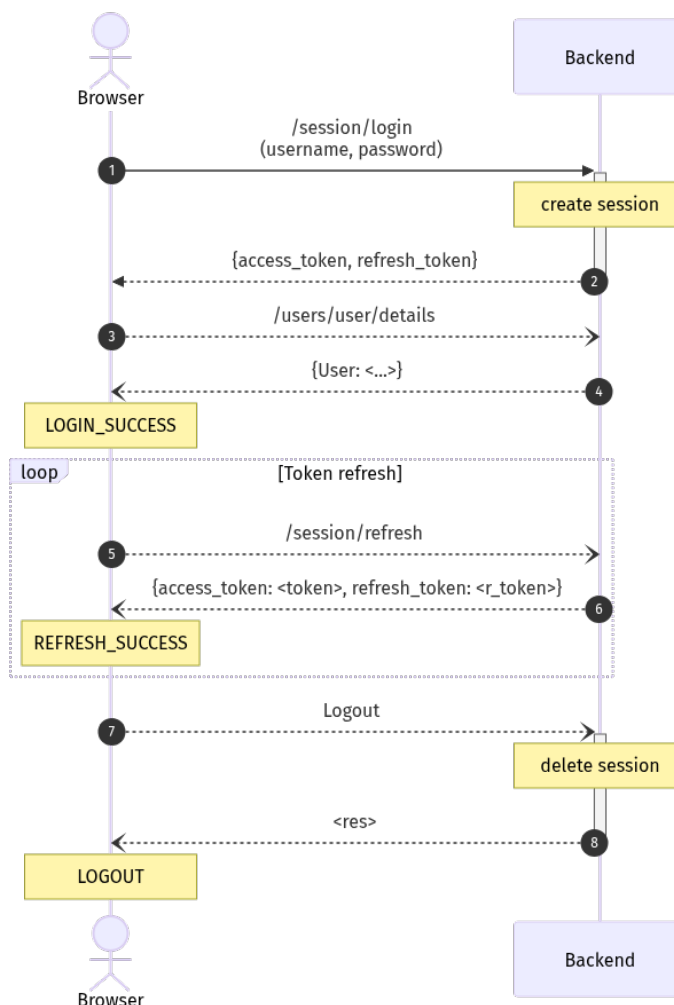 Browser
Backend
/session/login
(username, password)
1
create session
{access_token, refresh_token}
2
/users/user/details
3
{User: <...>}
4
LOGIN_SUCCESS
loop
[Token refresh]
/session/refresh
5
{access_token: <token>, refresh_token: <r_token>}
6
REFRESH_SUCCESS
Logout
7
delete session
<res>
8
LOGOUT
Backend
Browser